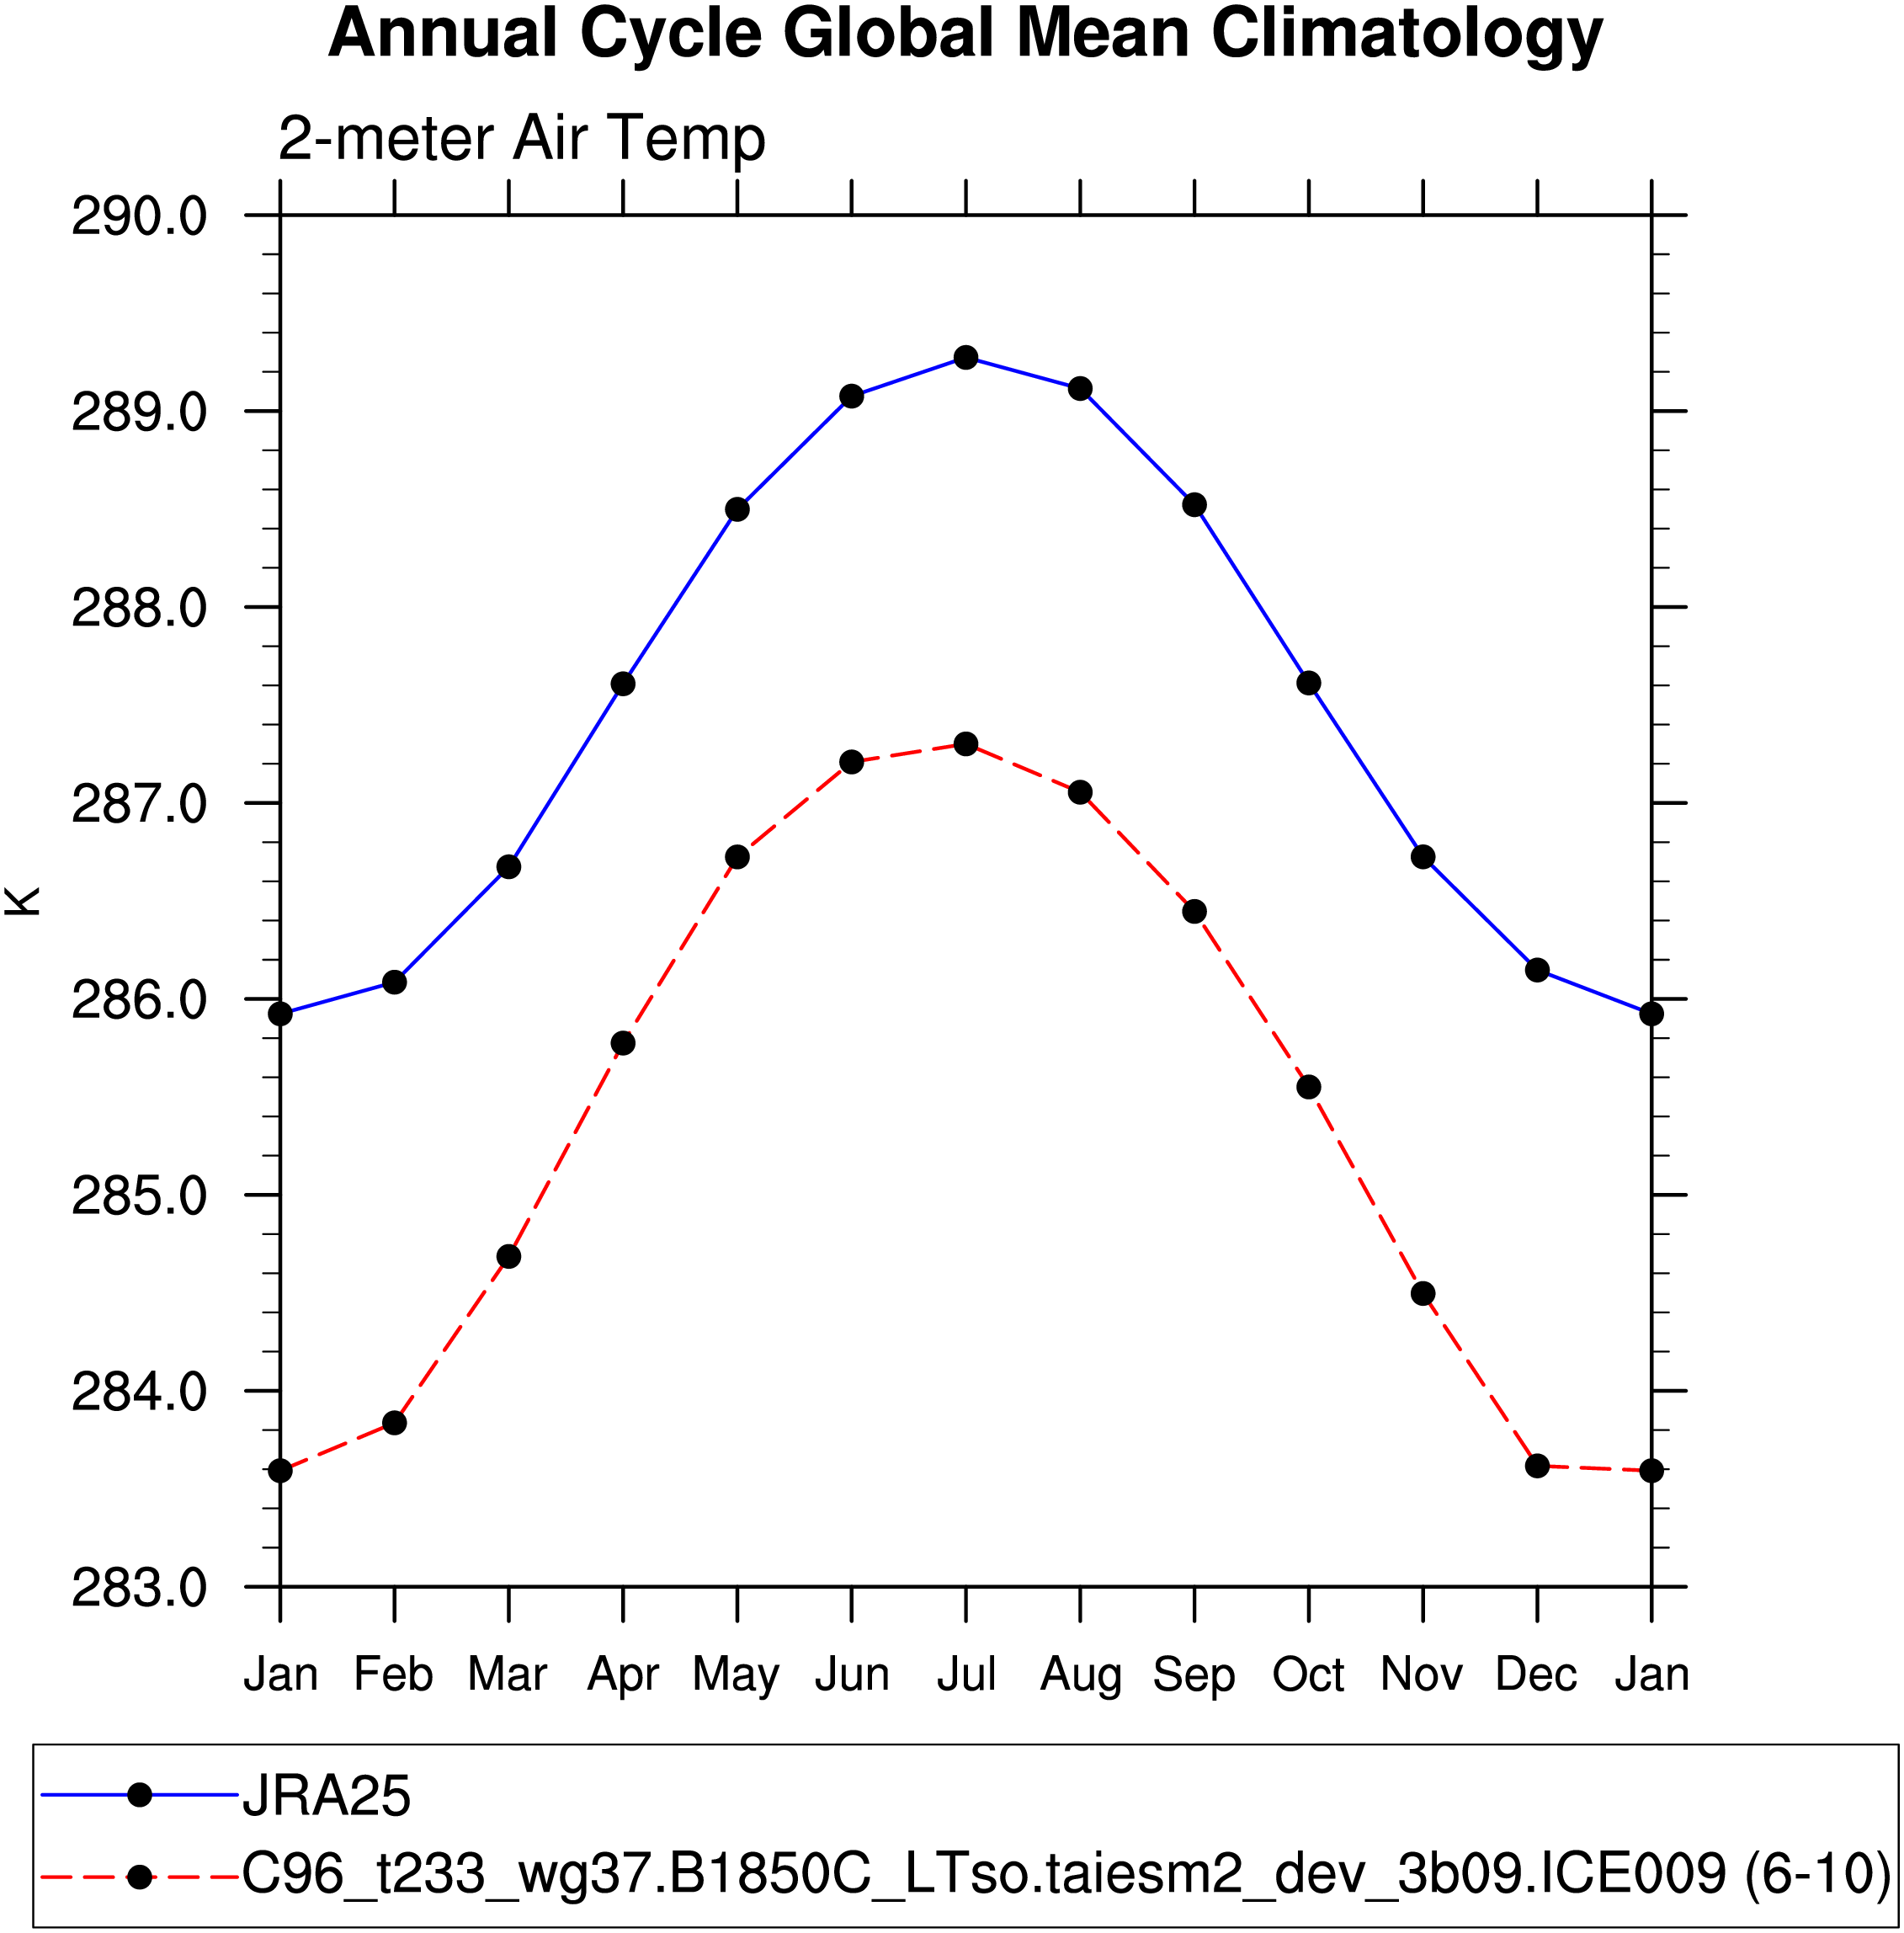 Annual Cycle Global Mean Climatology
2-meter Air Temp
290.0
289.0
288.0
287.0
286.0
285.0
284.0
283.0
K
Jan Feb Mar Apr May Jun Jul Aug Sep Oct Nov Dec Jan
JRA25
C96_t233_wg37.B1850C_LTso.taiesm2_dev_3b09.ICE009 (6-10)